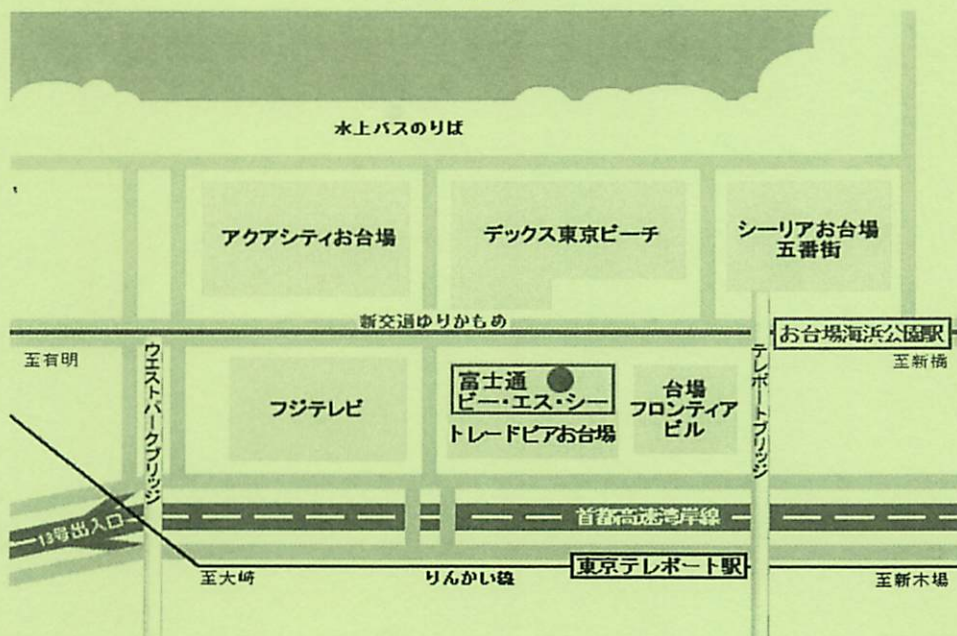 水上バスのりば
アクアシティお台場
デックス東京ビーチ
シーリアお台場
五番街
新交通ゆりかもめ
お台場海浜公園駅
至有明
至新橋
ウエストパークブリッジ
テレポートブリッジ
フジテレビ
富士通
ビー・エス・シー
トレードピアお台場
台場
フロンティア
ビル
13号出入口
首都高速湾岸線
東京テレポート駅
至大崎
りんかい線
至新木場